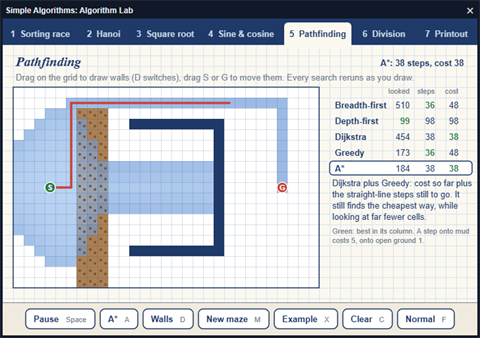 Simple Algorithms: Algorithm Lab
1 Sorting race 2 Hanoi 3 Square root 4 Sine & cosine 5 Pathfinding 6 Division 7 Printout
Pathfinding A*: 38 steps, cost 38
Drag on the grid to draw walls (D switches), drag S or G to move them. Every search reruns as you draw.
looked steps cost
Breadth-first 510 36 48
Depth-first 99 98 98
Dijkstra 454 38 38
Greedy 173 36 48
A* 184 38 38
Dijkstra plus Greedy: cost so far plus
the straight-line steps still to go. It
still finds the cheapest way, while
looking at far fewer cells.
Green: best in its column. A step onto mud
costs 5, onto open ground 1.
S
G
Pause Space A* A Walls D New maze M Example X Clear C Normal F